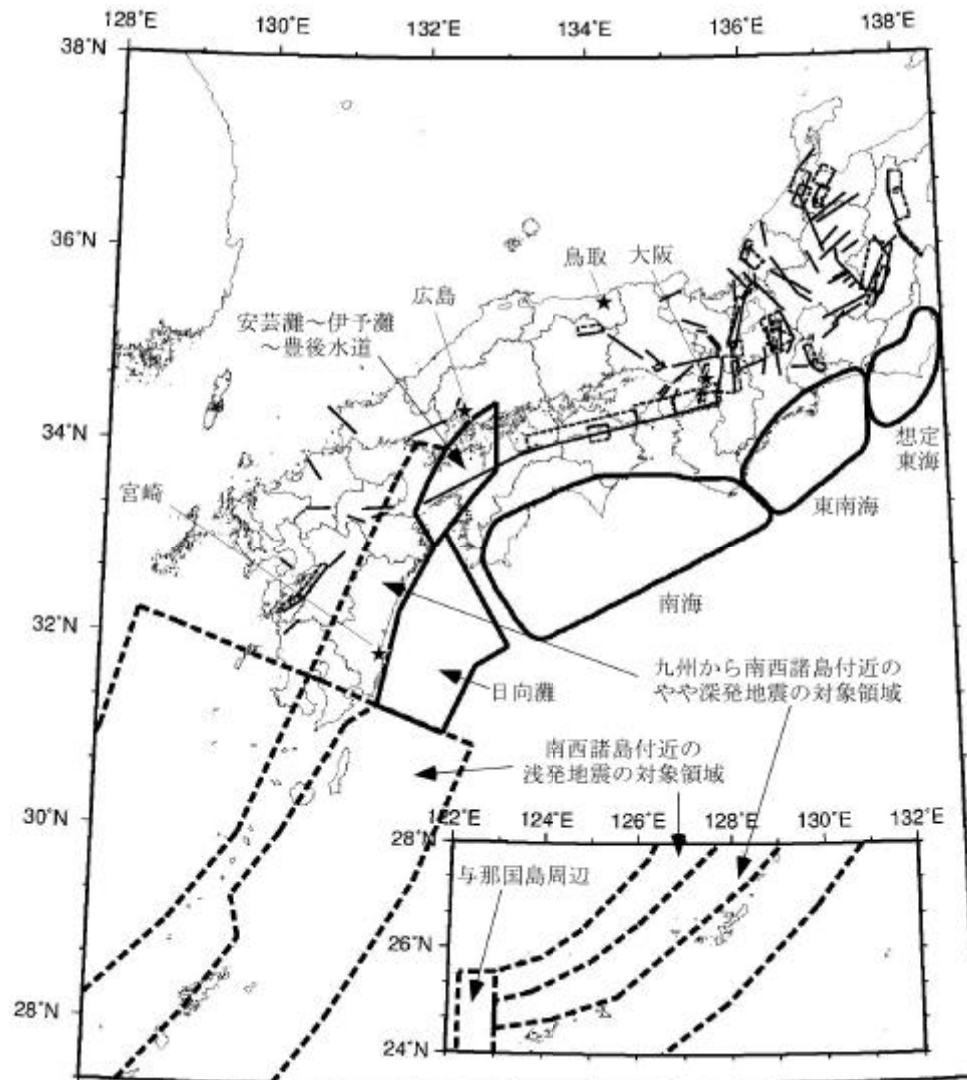 128°E
130°E
132°E
134°E
136°E
138°E
38°N
36°N
鳥取
大阪
広島
安芸灘~伊予灘
~豊後水道
34°N
想定
東海
宮崎
東南海
南海
32°N
九州から南西諸島付近の
やや深発地震の対象領域
日向灘
南西諸島付近の
浅発地震の対象領域
30°N
122°E
124°E
126°E
128°E
130°E
132°E
28°N
与那国島周辺
26°N
28°N
24°N